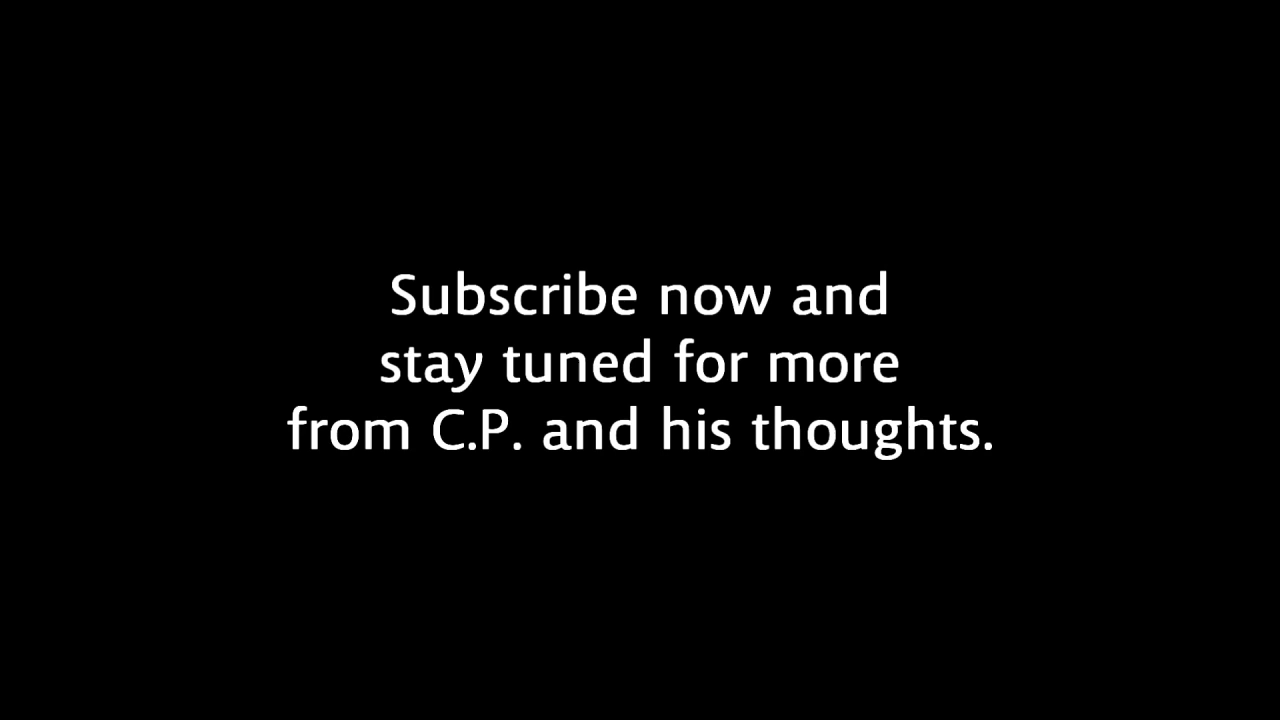 Subscribe now and
stay tuned for more
from C.P. and his thoughts.